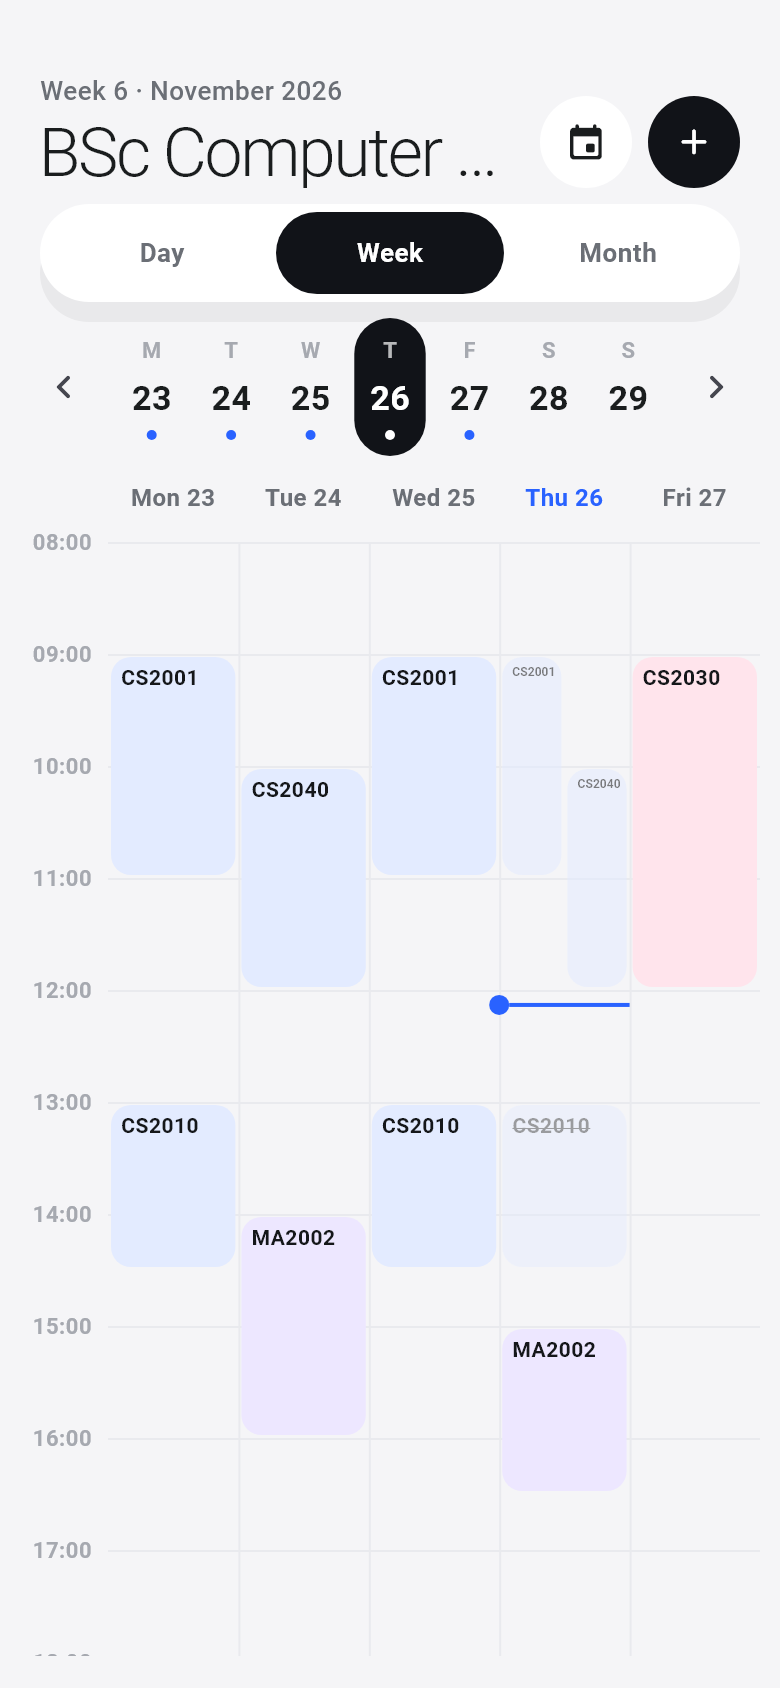 Week 6 · November 2026
BSc Computer ...
Day Week Month
M T W T F S S
23 24 25 26 27 28 29
Mon 23 Tue 24 Wed 25 Thu 26 Fri 27
08:00
09:00
CS2001 CS2001 CS2001 CS2030
10:00
CS2040 CS2040
11:00
12:00
13:00
CS2010 CS2010 CS2010
14:00
MA2002
15:00
MA2002
16:00
17:00